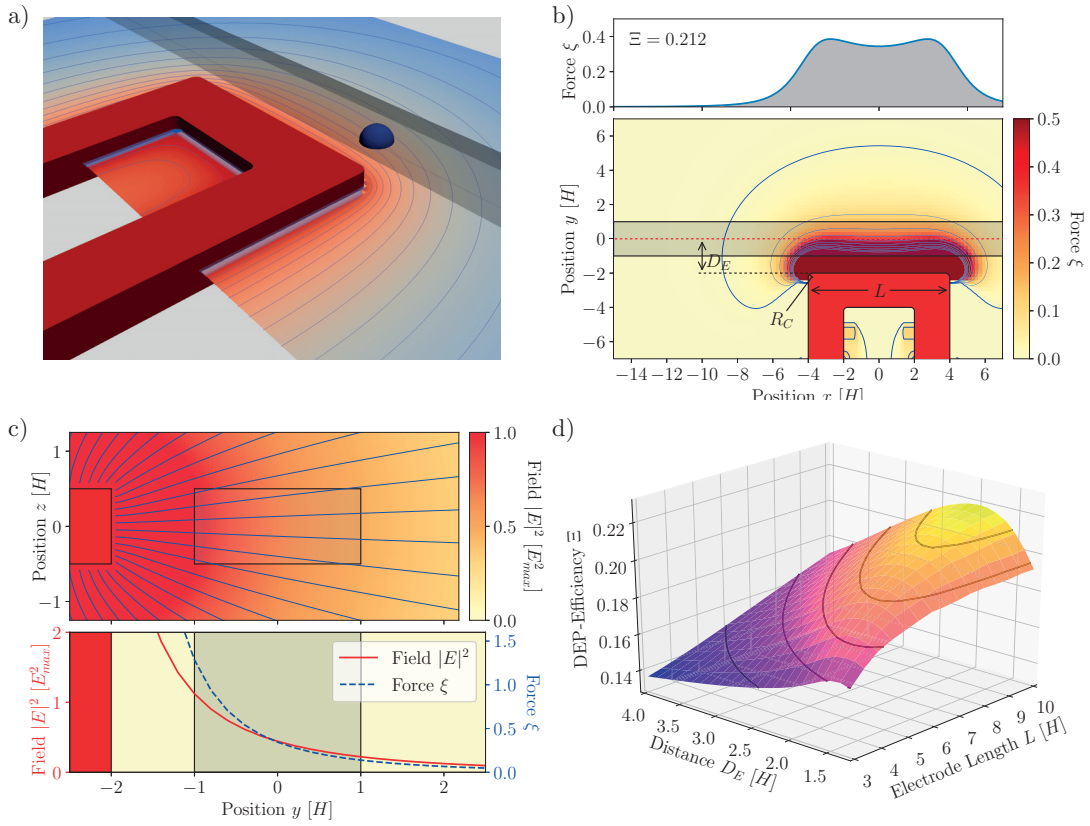 a)
b)
Force ξ
0.4
0.2
0.0
Ξ = 0.212
Position y [H]
6
4
2
0
−2
−4
−6
D_E
L
R_C
−14 −12 −10 −8 −6 −4 −2 0 2 4 6
Position x [H]
0.5
0.4
0.3
0.2
0.1
0.0
Force ξ
c)
Position z [H]
1
0
−1
1.0
0.5
0.0
Field |E|² [E²max]
Field |E|² [E²max]
2
1
0
Field |E|²
Force ξ
1.5
1.0
0.5
0.0
Force ξ
−2 −1 0 1 2
Position y [H]
d)
DEP-Efficiency Ξ
0.22
0.20
0.18
0.16
0.14
4.0 3.5 3.0 2.5 2.0 1.5
Distance D_E [H]
3 4 5 6 7 8 9 10
Electrode Length L [H]